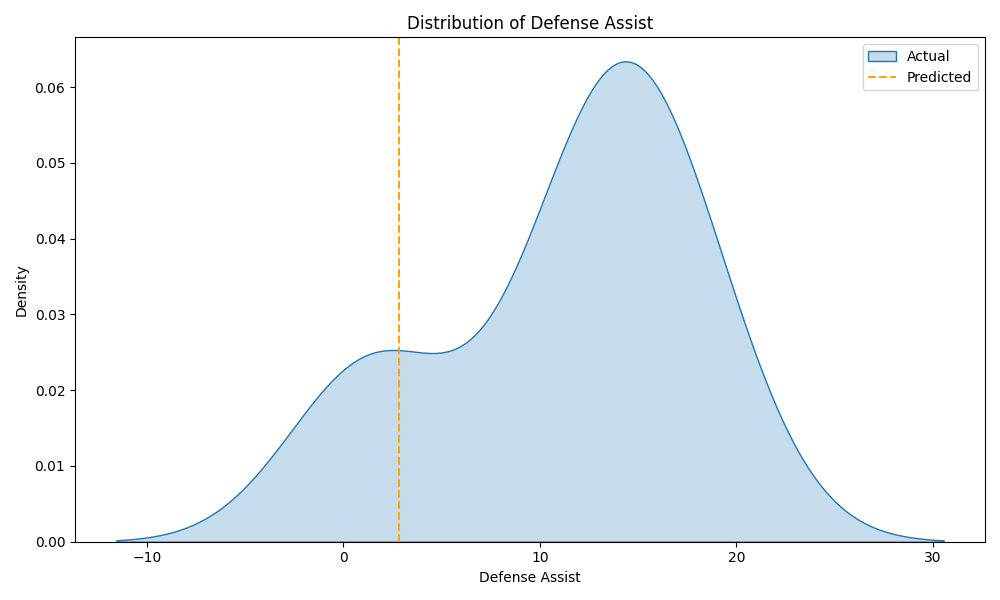 Distribution of Defense Assist
Actual
Predicted
Density
0.06
0.05
0.04
0.03
0.02
0.01
0.00
−10
0
10
20
30
Defense Assist